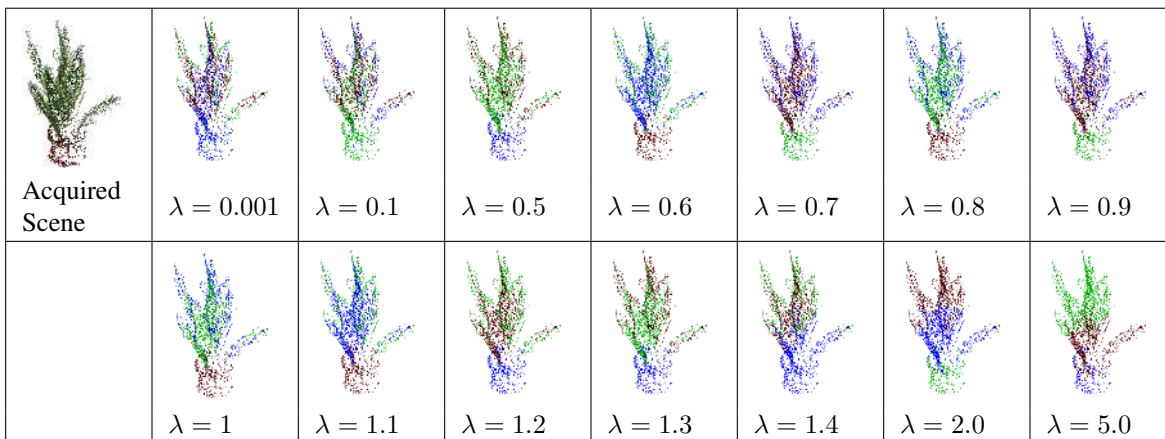 Acquired
Scene
λ = 0.001
λ = 0.1
λ = 0.5
λ = 0.6
λ = 0.7
λ = 0.8
λ = 0.9
λ = 1
λ = 1.1
λ = 1.2
λ = 1.3
λ = 1.4
λ = 2.0
λ = 5.0